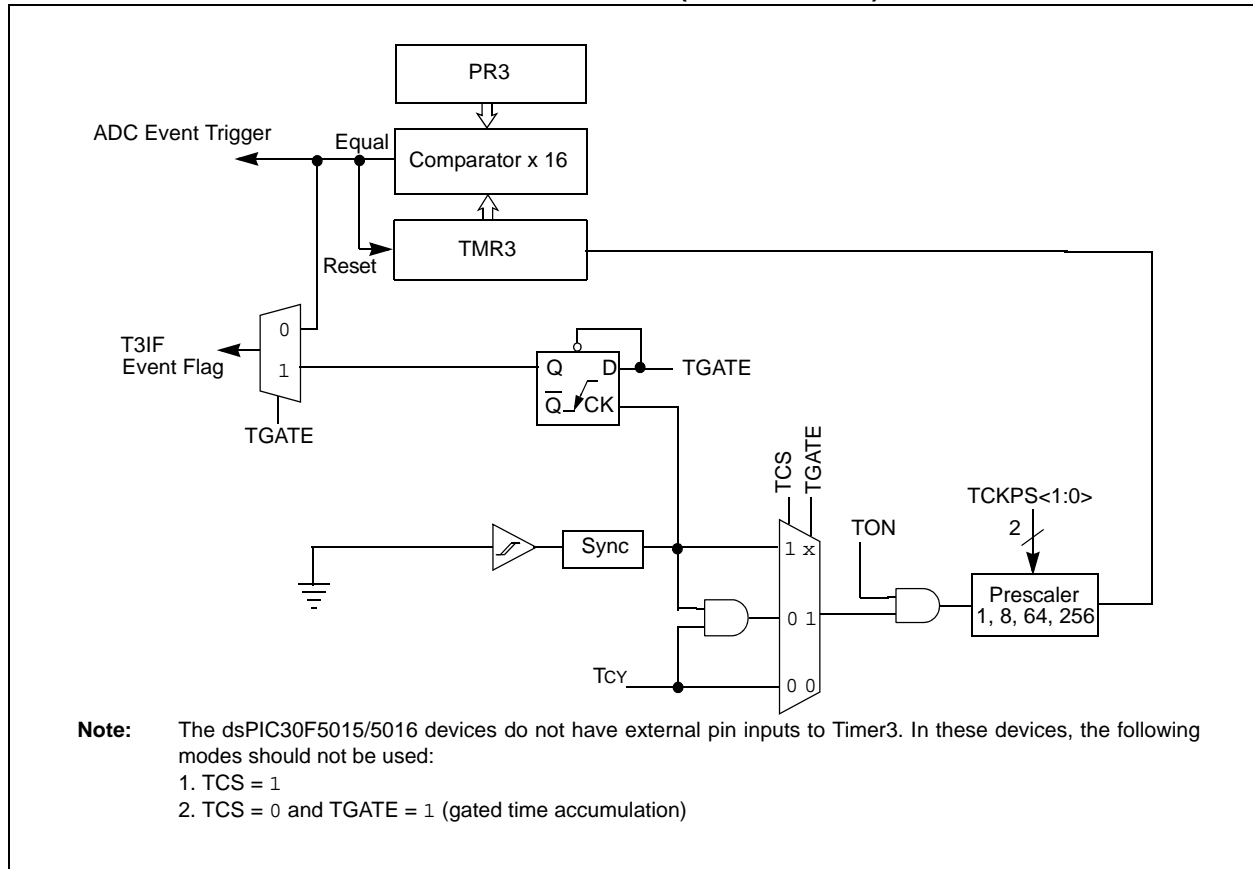 PR3
ADC Event Trigger
Equal
Comparator x 16
TMR3
Reset
0
1
T3IF
Event Flag
TGATE
Q D
Q CK
TGATE
TCS
TGATE
TCKPS<1:0>
2
TON
Sync
1 x
0 1
0 0
Prescaler
1, 8, 64, 256
TCY
Note: The dsPIC30F5015/5016 devices do not have external pin inputs to Timer3. In these devices, the following
modes should not be used:
1. TCS = 1
2. TCS = 0 and TGATE = 1 (gated time accumulation)